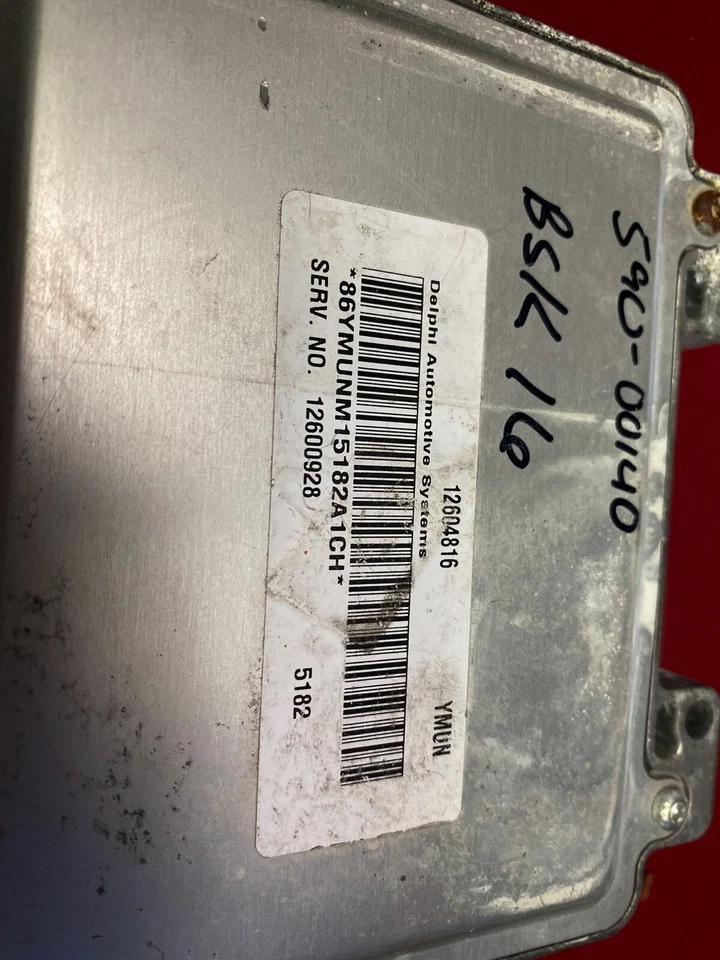 590-00140
BSK 16
12604816 YMUN
Delphi Automotive Systems
*86YMUNM15182A1CH*
SERV. NO. 12600928 5182